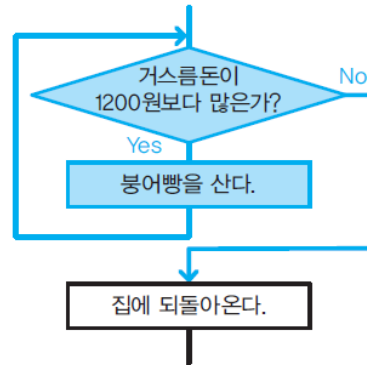 거스름돈이
1200원보다 많은가?
No
Yes
붕어빵을 산다.
집에 되돌아온다.